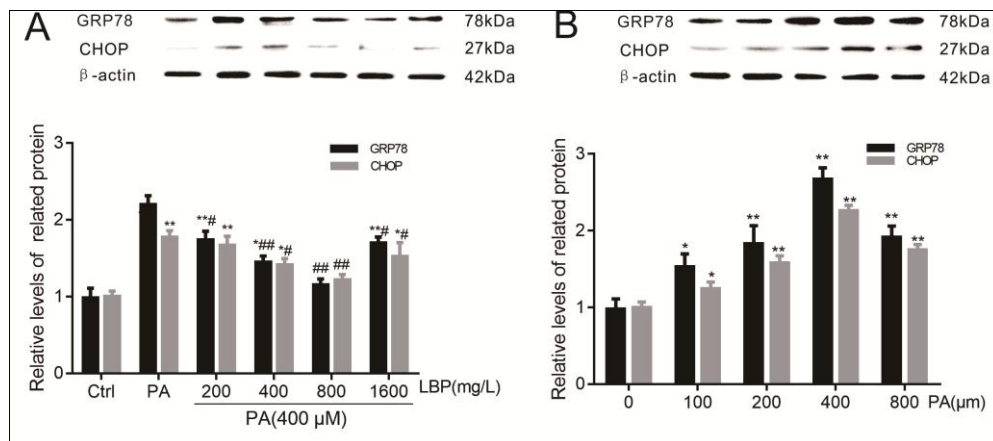 A
GRP78 78kDa
CHOP 27kDa
β-actin 42kDa
Relative levels of related protein
3
2
1
0
GRP78
CHOP
**
**#
**
*##
*#
##
##
**#
*#
Ctrl PA 200 400 800 1600 LBP(mg/L)
PA(400 μM)
B
GRP78 78kDa
CHOP 27kDa
β-actin 42kDa
Relative levels of related protein
3
2
1
0
GRP78
CHOP
*
*
**
**
**
**
**
**
0 100 200 400 800 PA(μm)